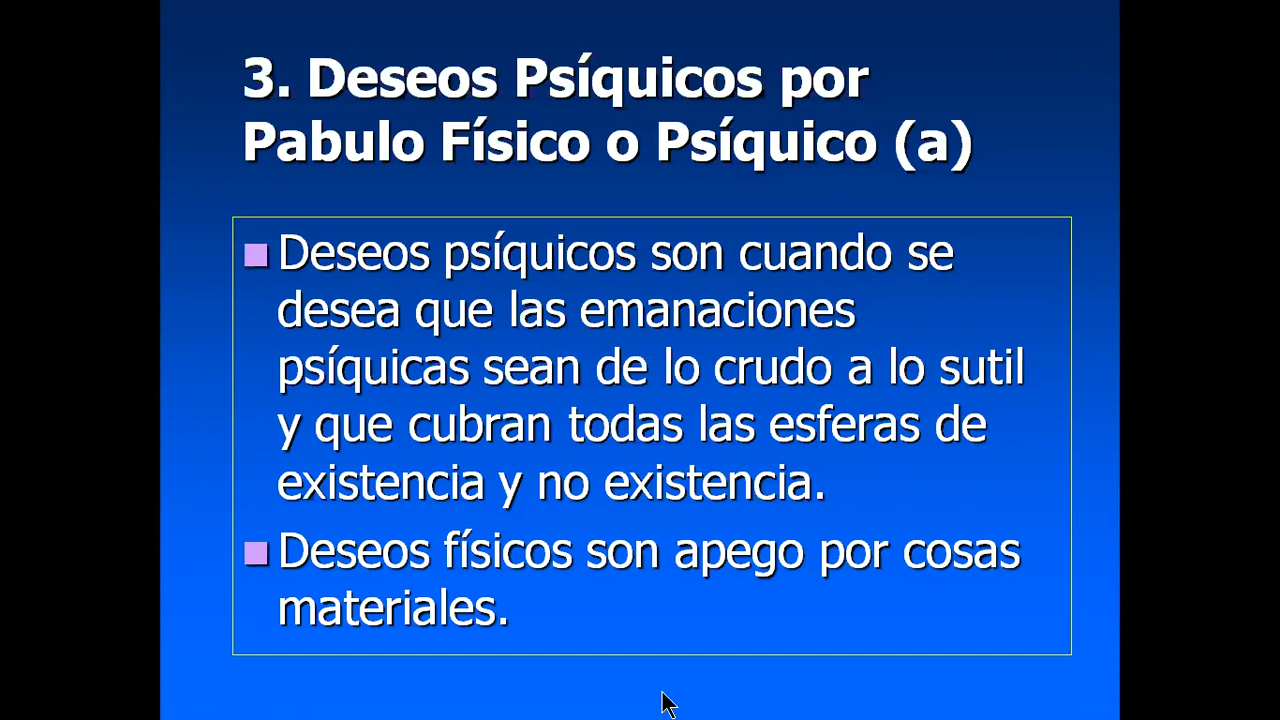 3. Deseos Psíquicos por
Pabulo Físico o Psíquico (a)
Deseos psíquicos son cuando se
desea que las emanaciones
psíquicas sean de lo crudo a lo sutil
y que cubran todas las esferas de
existencia y no existencia.
Deseos físicos son apego por cosas
materiales.